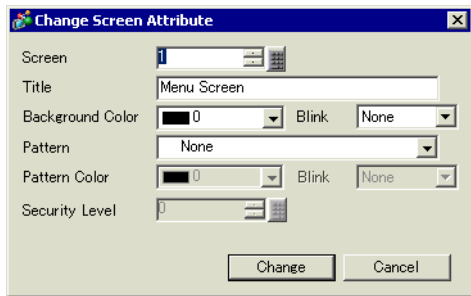 Change Screen Attribute
Screen 1
Title Menu Screen
Background Color 0 Blink None
Pattern None
Pattern Color 0 Blink None
Security Level 0
Change Cancel